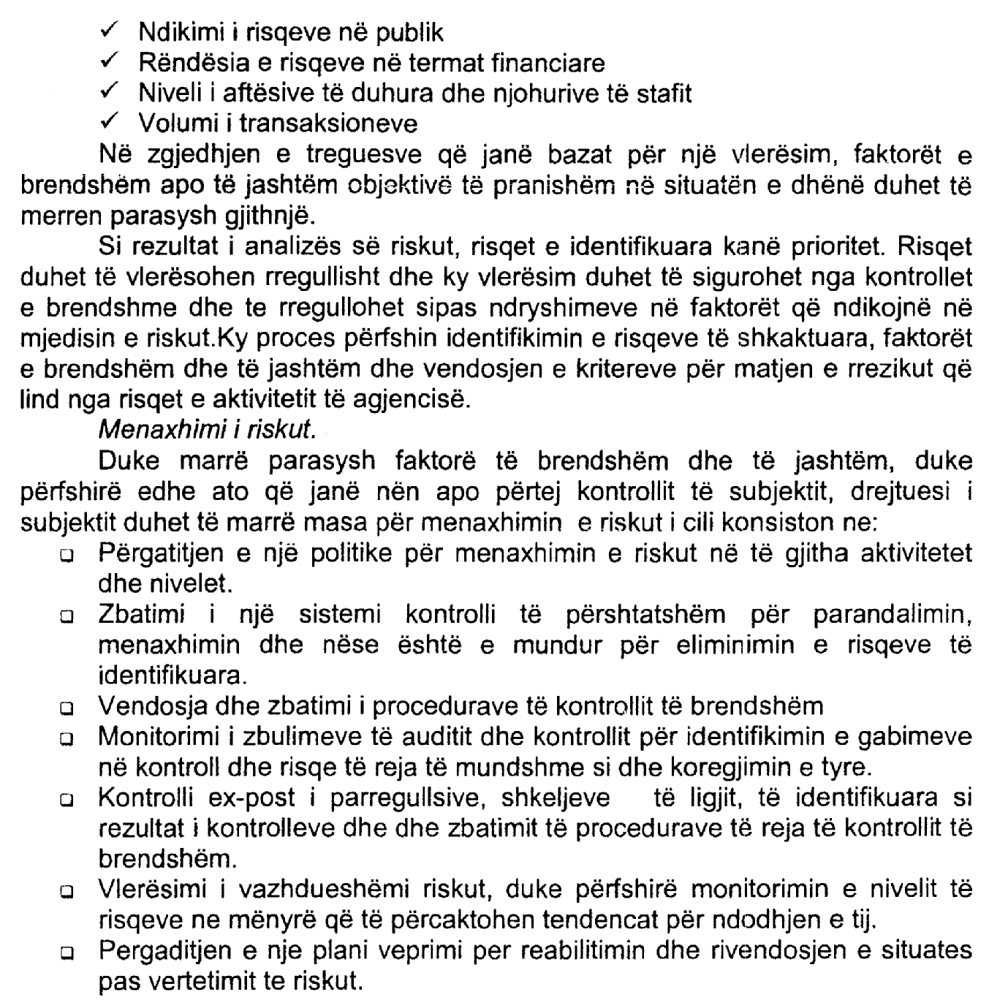 ✓ Ndikimi i risqeve në publik
✓ Rëndësia e risqeve në termat financiare
✓ Niveli i aftësive të duhura dhe njohurive të stafit
✓ Volumi i transaksioneve
Në zgjedhjen e treguesve që janë bazat për një vlerësim, faktorët e
brendshëm apo të jashtëm objektivë të pranishëm në situatën e dhënë duhet të
merren parasysh gjithnjë.
Si rezultat i analizës së riskut, risqet e identifikuara kanë prioritet. Risqet
duhet të vlerësohen rregullisht dhe ky vlerësim duhet të sigurohet nga kontrollet
e brendshme dhe te rregullohet sipas ndryshimeve në faktorët që ndikojnë në
mjedisin e riskut.Ky proces përfshin identifikimin e risqeve të shkaktuara, faktorët
e brendshëm dhe të jashtëm dhe vendosjen e kritereve për matjen e rrezikut që
lind nga risqet e aktivitetit të agjencisë.
Menaxhimi i riskut.
Duke marrë parasysh faktorë të brendshëm dhe të jashtëm, duke
përfshirë edhe ato që janë nën apo përtej kontrollit të subjektit, drejtuesi i
subjektit duhet të marrë masa për menaxhimin e riskut i cili konsiston ne:
❑ Përgatitjen e një politike për menaxhimin e riskut në të gjitha aktivitetet
dhe nivelet.
❑ Zbatimi i një sistemi kontrolli të përshtatshëm për parandalimin,
menaxhimin dhe nëse është e mundur për eliminimin e risqeve të
identifikuara.
❑ Vendosja dhe zbatimi i procedurave të kontrollit të brendshëm
❑ Monitorimi i zbulimeve të auditit dhe kontrollit për identifikimin e gabimeve
në kontroll dhe risqe të reja të mundshme si dhe koregjimin e tyre.
❑ Kontrolli ex-post i parregullsive, shkeljeve të ligjit, të identifikuara si
rezultat i kontrolleve dhe dhe zbatimit të procedurave të reja të kontrollit të
brendshëm.
❑ Vlerësimi i vazhdueshëmi riskut, duke përfshirë monitorimin e nivelit të
risqeve ne mënyrë që të përcaktohen tendencat për ndodhjen e tij.
❑ Pergaditjen e nje plani veprimi per reabilitimin dhe rivendosjen e situates
pas vertetimit te riskut.